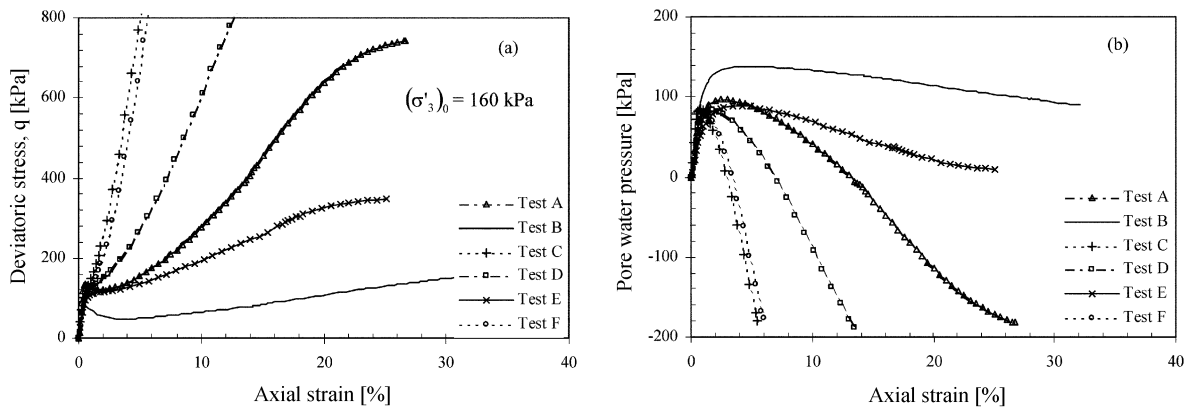 800
600
400
200
0
Deviatoric stress, q [kPa]
(a)
(σ'3)0 = 160 kPa
Test A
Test B
Test C
Test D
Test E
Test F
0 10 20 30 40
Axial strain [%]
200
100
0
-100
-200
Pore water pressure [kPa]
(b)
Test A
Test B
Test C
Test D
Test E
Test F
0 10 20 30 40
Axial strain [%]